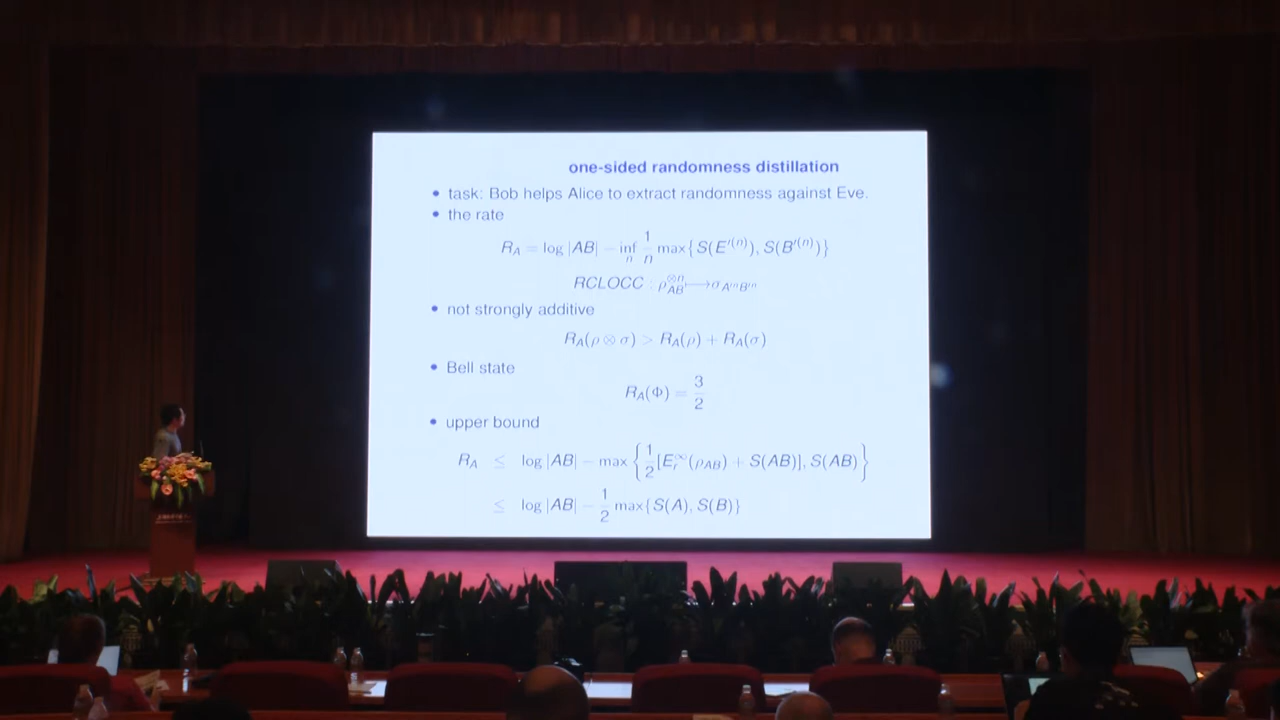 one-sided randomness distillation
• task: Bob helps Alice to extract randomness against Eve.
• the rate
R_A = log |AB| − inf_n 1/n max{S(E'^(n)), S(B'^(n))}
RCLOCC : ρ_AB^⊗n ⟼ σ_A'^n B'^n
• not strongly additive
R_A(ρ ⊗ σ) > R_A(ρ) + R_A(σ)
• Bell state
R_A(Φ) = 3/2
• upper bound
R_A ≤ log |AB| − max {1/2[E_r^∞(ρ_AB) + S(AB)], S(AB)}
≤ log |AB| − 1/2 max{S(A), S(B)}